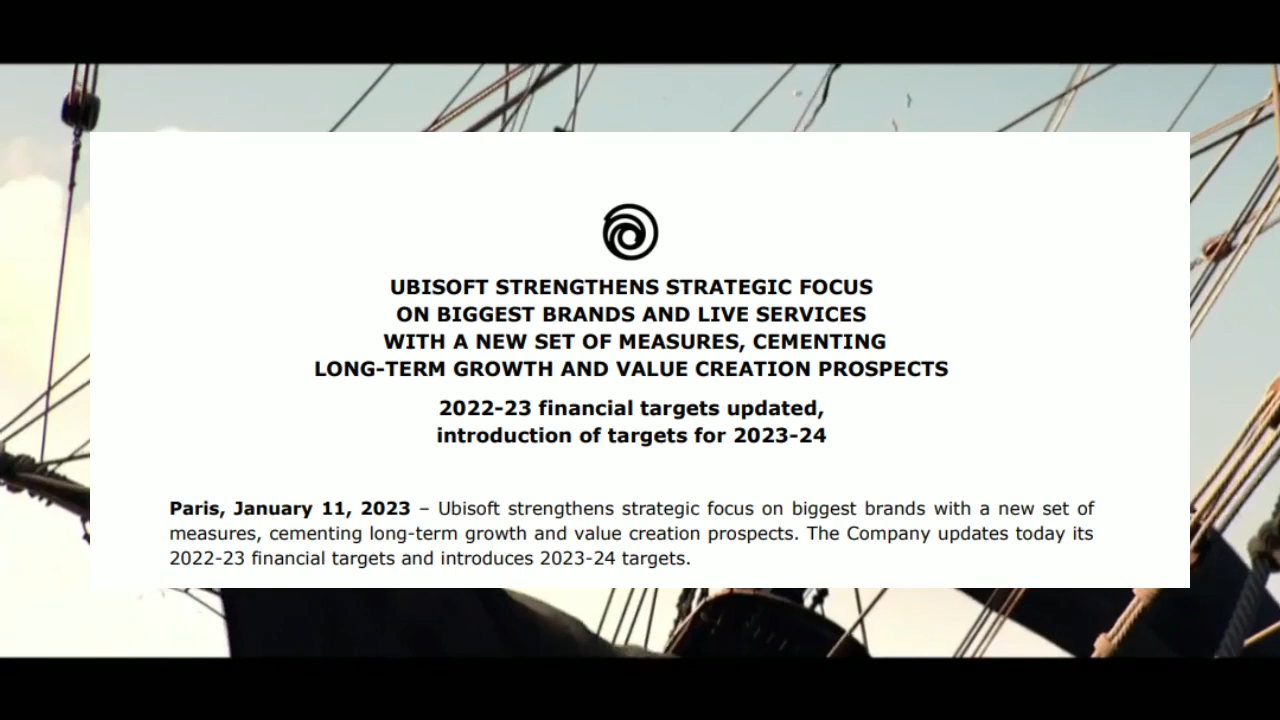 UBISOFT STRENGTHENS STRATEGIC FOCUS
ON BIGGEST BRANDS AND LIVE SERVICES
WITH A NEW SET OF MEASURES, CEMENTING
LONG-TERM GROWTH AND VALUE CREATION PROSPECTS
2022-23 financial targets updated,
introduction of targets for 2023-24
Paris, January 11, 2023 – Ubisoft strengthens strategic focus on biggest brands with a new set of
measures, cementing long-term growth and value creation prospects. The Company updates today its
2022-23 financial targets and introduces 2023-24 targets.